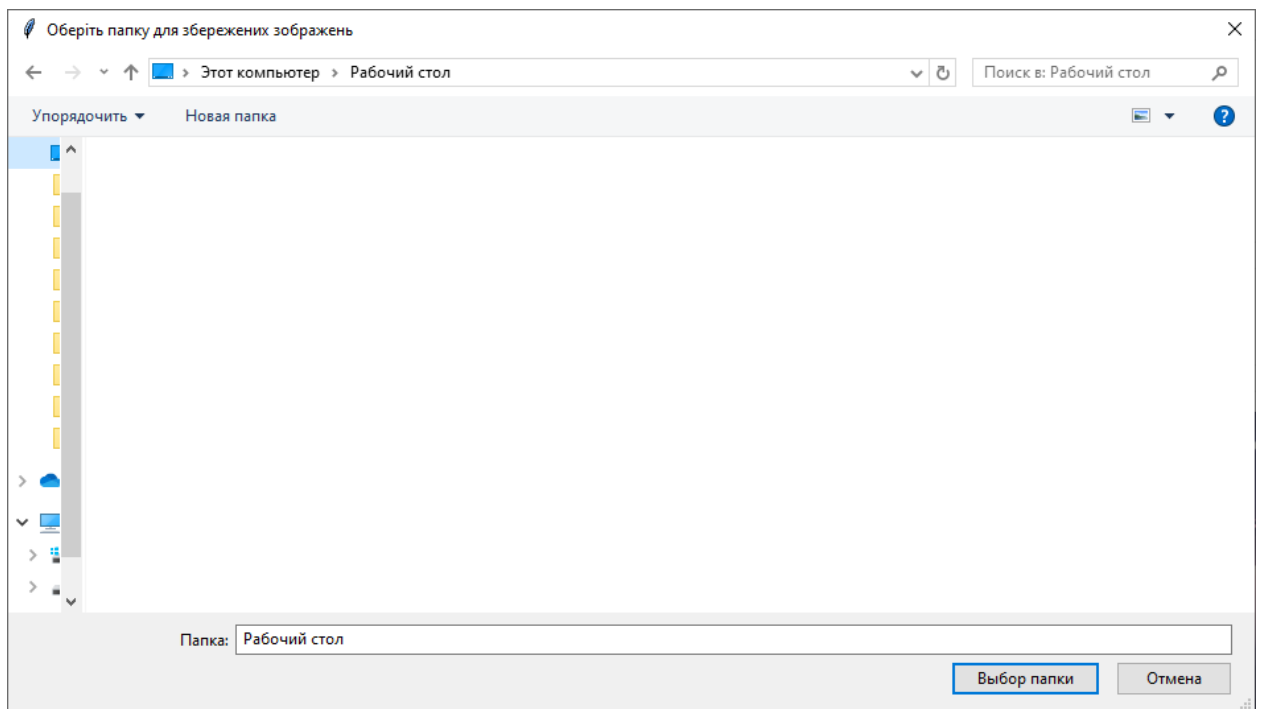 Оберіть папку для збережених зображень
Этот компьютер > Рабочий стол
Поиск в: Рабочий стол
Упорядочить
Новая папка
?
Папка: Рабочий стол
Выбор папки
Отмена